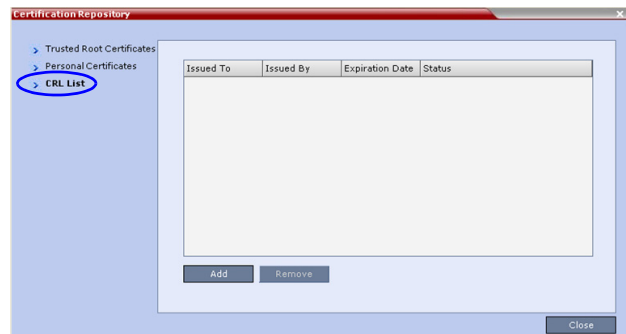 Certification Repository
Trusted Root Certificates
Personal Certificates
CRL List
Issued To Issued By Expiration Date Status
Add Remove
Close